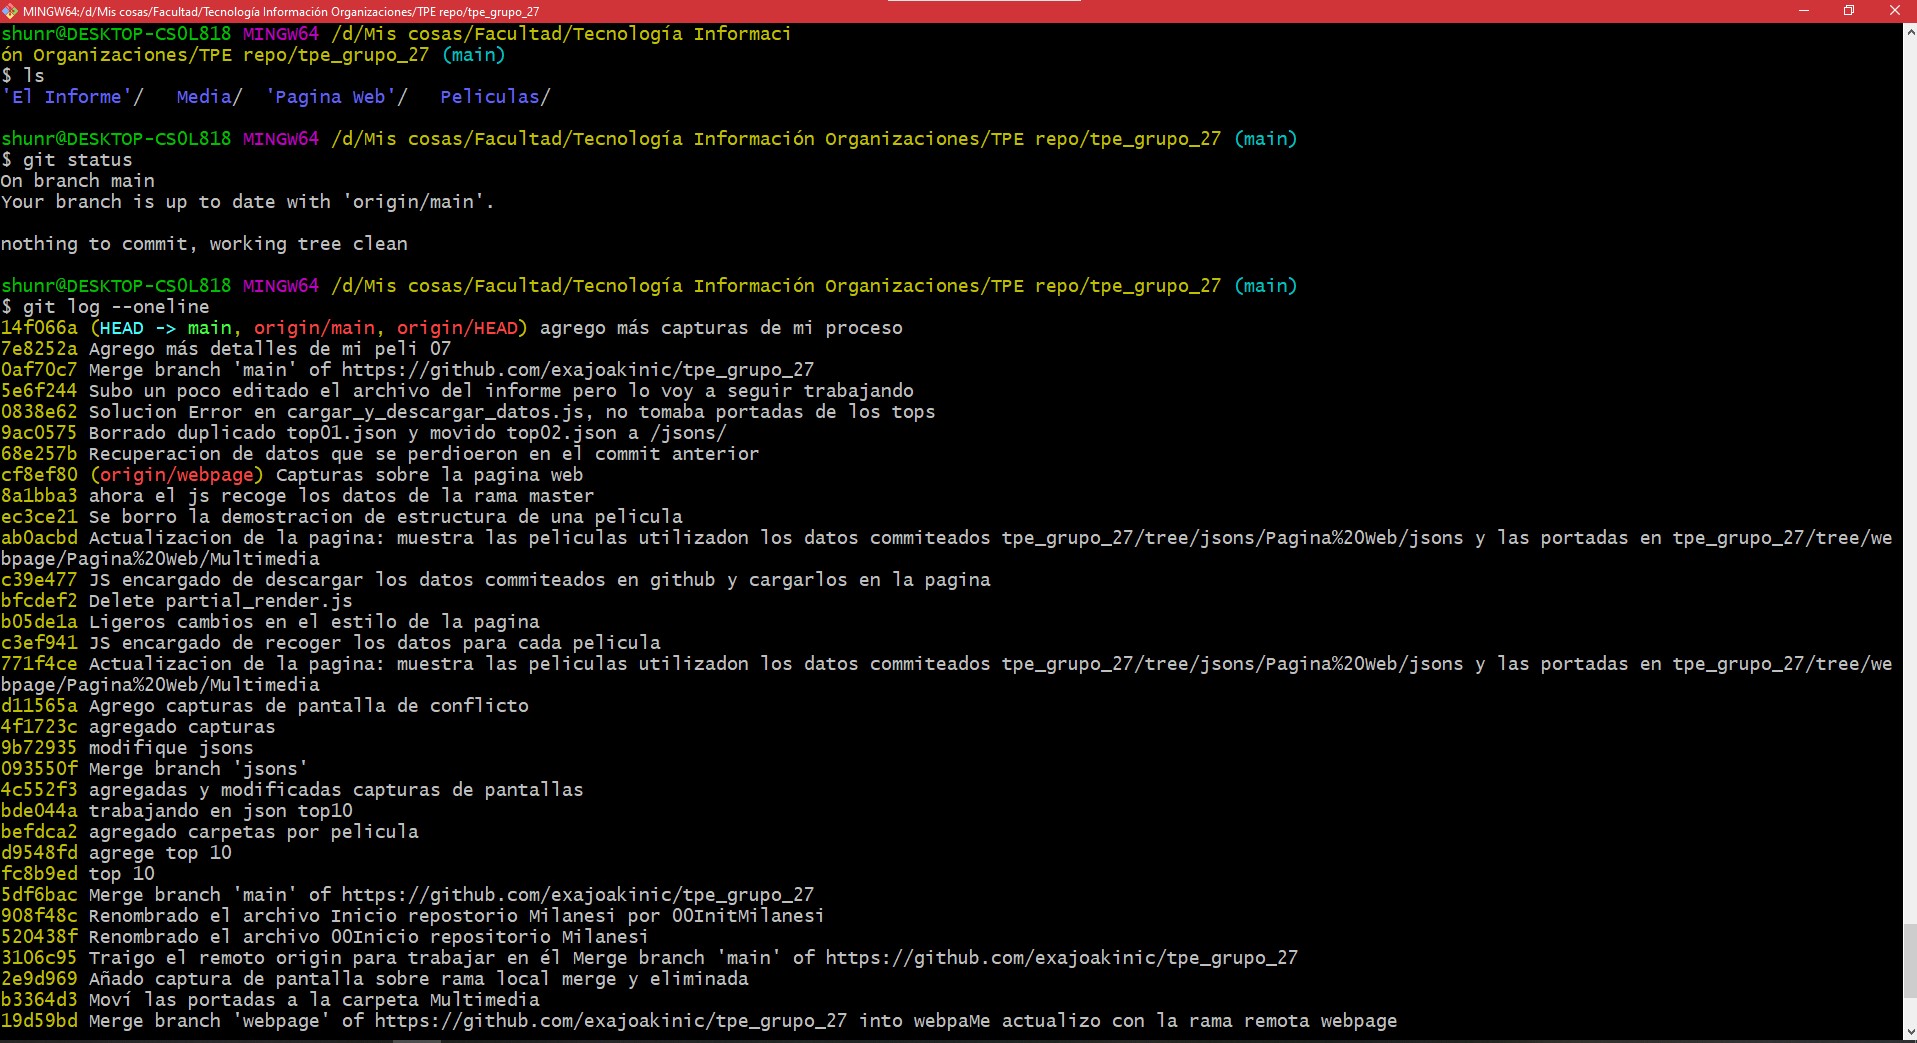 MINGW64:/d/Mis cosas/Facultad/Tecnología Información Organizaciones/TPE repo/tpe_grupo_27
shunr@DESKTOP-CS0L818 MINGW64 /d/Mis cosas/Facultad/Tecnología Informaci
ón Organizaciones/TPE repo/tpe_grupo_27 (main)
$ ls
'El Informe'/   Media/  'Pagina Web'/   Peliculas/
shunr@DESKTOP-CS0L818 MINGW64 /d/Mis cosas/Facultad/Tecnología Información Organizaciones/TPE repo/tpe_grupo_27 (main)
$ git status
On branch main
Your branch is up to date with 'origin/main'.
nothing to commit, working tree clean
shunr@DESKTOP-CS0L818 MINGW64 /d/Mis cosas/Facultad/Tecnología Información Organizaciones/TPE repo/tpe_grupo_27 (main)
$ git log --oneline
14f066a (HEAD -> main, origin/main, origin/HEAD) agrego más capturas de mi proceso
7e8252a Agrego más detalles de mi peli 07
0af70c7 Merge branch 'main' of https://github.com/exajoakinic/tpe_grupo_27
5e6f244 Subo un poco editado el archivo del informe pero lo voy a seguir trabajando
0838e62 Solucion Error en cargar_y_descargar_datos.js, no tomaba portadas de los tops
9ac0575 Borrado duplicado top01.json y movido top02.json a /jsons/
68e257b Recuperacion de datos que se perdioeron en el commit anterior
cf8ef80 (origin/webpage) Capturas sobre la pagina web
8a1bba3 ahora el js recoge los datos de la rama master
ec3ce21 Se borro la demostracion de estructura de una pelicula
ab0acbd Actualizacion de la pagina: muestra las peliculas utilizadon los datos commiteados tpe_grupo_27/tree/jsons/Pagina%20Web/jsons y las portadas en tpe_grupo_27/tree/we
bpage/Pagina%20Web/Multimedia
c39e477 JS encargado de descargar los datos commiteados en github y cargarlos en la pagina
bfcdef2 Delete partial_render.js
b05de1a Ligeros cambios en el estilo de la pagina
c3ef941 JS encargado de recoger los datos para cada pelicula
771f4ce Actualizacion de la pagina: muestra las peliculas utilizadon los datos commiteados tpe_grupo_27/tree/jsons/Pagina%20Web/jsons y las portadas en tpe_grupo_27/tree/we
bpage/Pagina%20Web/Multimedia
d11565a Agrego capturas de pantalla de conflicto
4f1723c agregado capturas
9b72935 modifique jsons
093550f Merge branch 'jsons'
4c552f3 agregadas y modificadas capturas de pantallas
bde044a trabajando en json top10
befdca2 agregado carpetas por pelicula
d9548fd agrege top 10
fc8b9ed top 10
5df6bac Merge branch 'main' of https://github.com/exajoakinic/tpe_grupo_27
908f48c Renombrado el archivo Inicio repostorio Milanesi por 00InitMilanesi
520438f Renombrado el archivo 00Inicio repositorio Milanesi
3106c95 Traigo el remoto origin para trabajar en él Merge branch 'main' of https://github.com/exajoakinic/tpe_grupo_27
2e9d969 Añado captura de pantalla sobre rama local merge y eliminada
b3364d3 Moví las portadas a la carpeta Multimedia
19d59bd Merge branch 'webpage' of https://github.com/exajoakinic/tpe_grupo_27 into webpaMe actualizo con la rama remota webpage